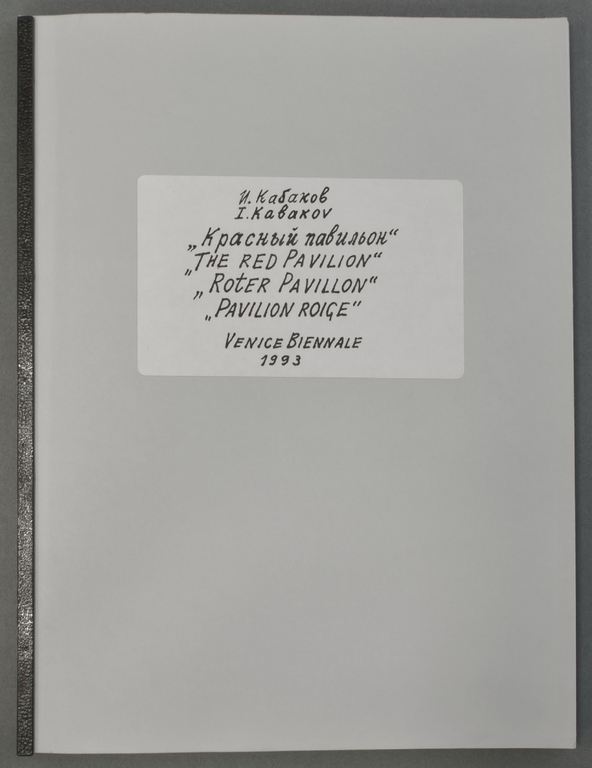 И. Кабаков
I. Kabakov
„Красный павильон“
„THE RED PAVILION“
„ROTER PAVILLON“
„PAVILION ROIGE“
VENICE BIENNALE
1993